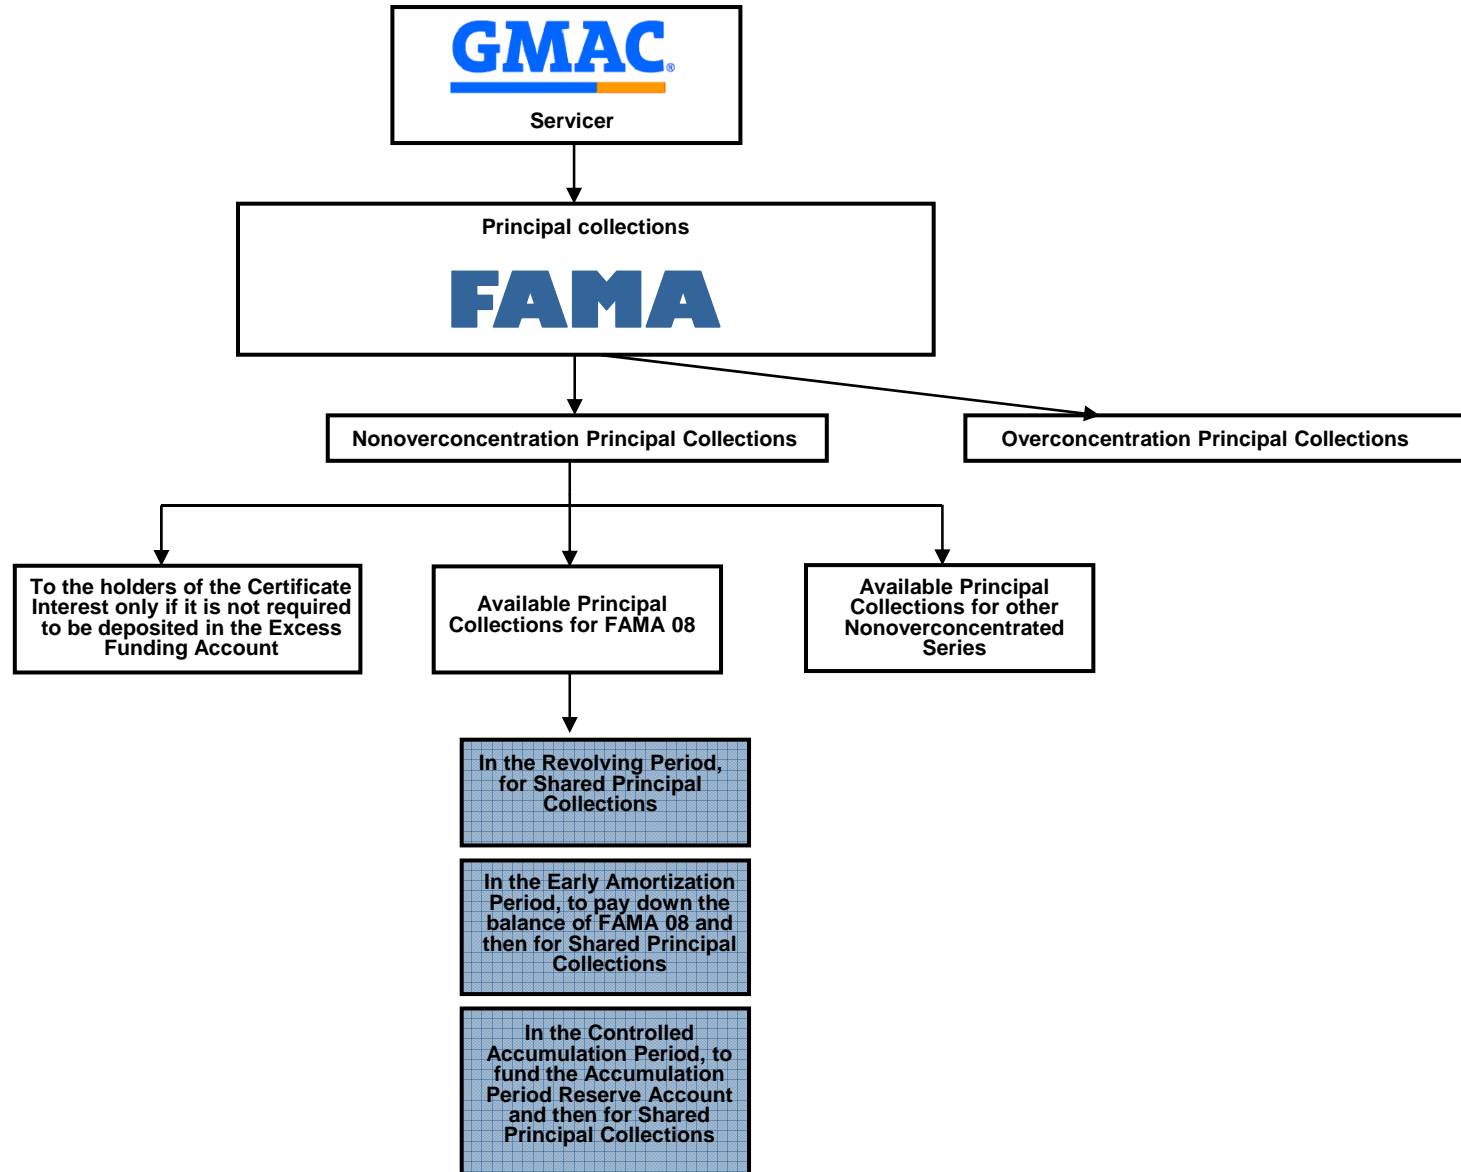 GMAC®
Servicer
Principal collections
FAMA
Nonoverconcentration Principal Collections
Overconcentration Principal Collections
To the holders of the Certificate
Interest only if it is not required
to be deposited in the Excess
Funding Account
Available Principal
Collections for FAMA 08
Available Principal
Collections for other
Nonoverconcentrated
Series
In the Revolving Period,
for Shared Principal
Collections
In the Early Amortization
Period, to pay down the
balance of FAMA 08 and
then for Shared Principal
Collections
In the Controlled
Accumulation Period, to
fund the Accumulation
Period Reserve Account
and then for Shared
Principal Collections